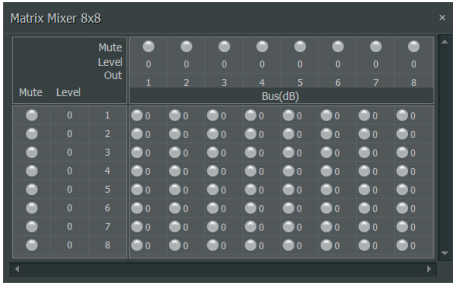 Matrix Mixer 8x8 ×
Mute
Level 0 0 0 0 0 0 0 0
Out 1 2 3 4 5 6 7 8
Mute Level Bus(dB)
0 1 0 0 0 0 0 0 0 0
0 2 0 0 0 0 0 0 0 0
0 3 0 0 0 0 0 0 0 0
0 4 0 0 0 0 0 0 0 0
0 5 0 0 0 0 0 0 0 0
0 6 0 0 0 0 0 0 0 0
0 7 0 0 0 0 0 0 0 0
0 8 0 0 0 0 0 0 0 0